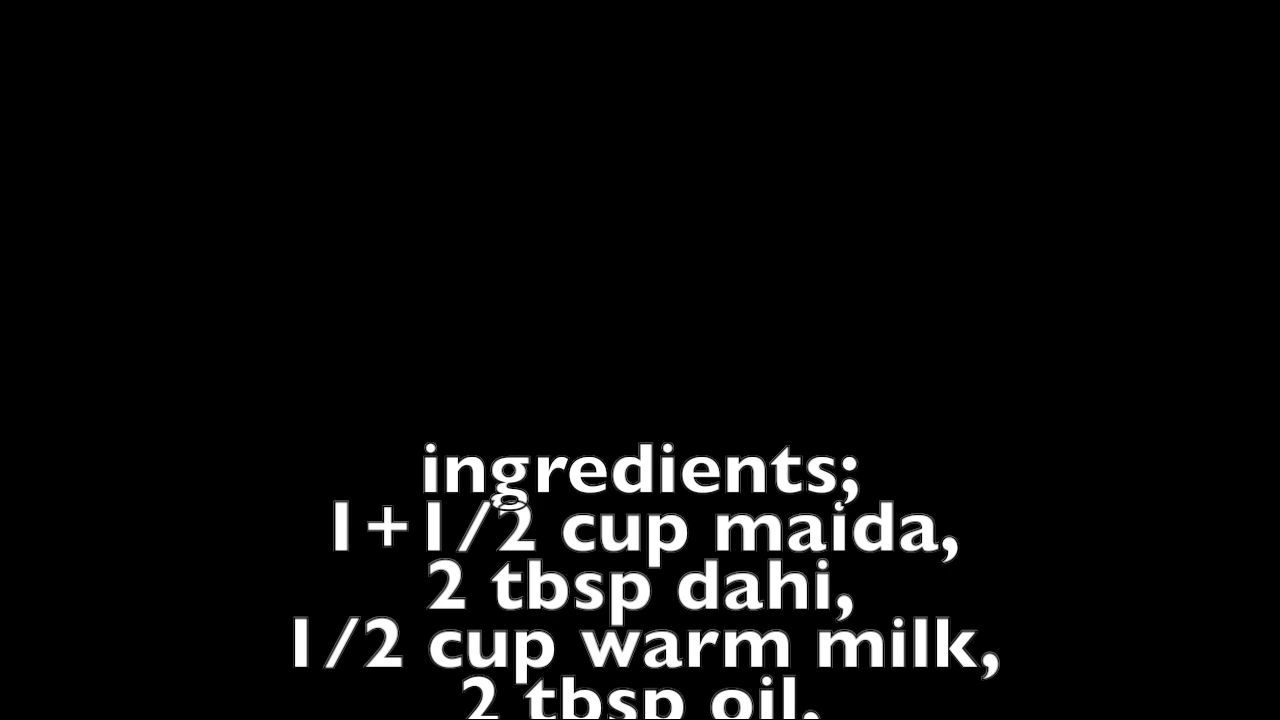 ingredients;
1+1/2 cup maida,
2 tbsp dahi,
1/2 cup warm milk,
2 tbsp oil,